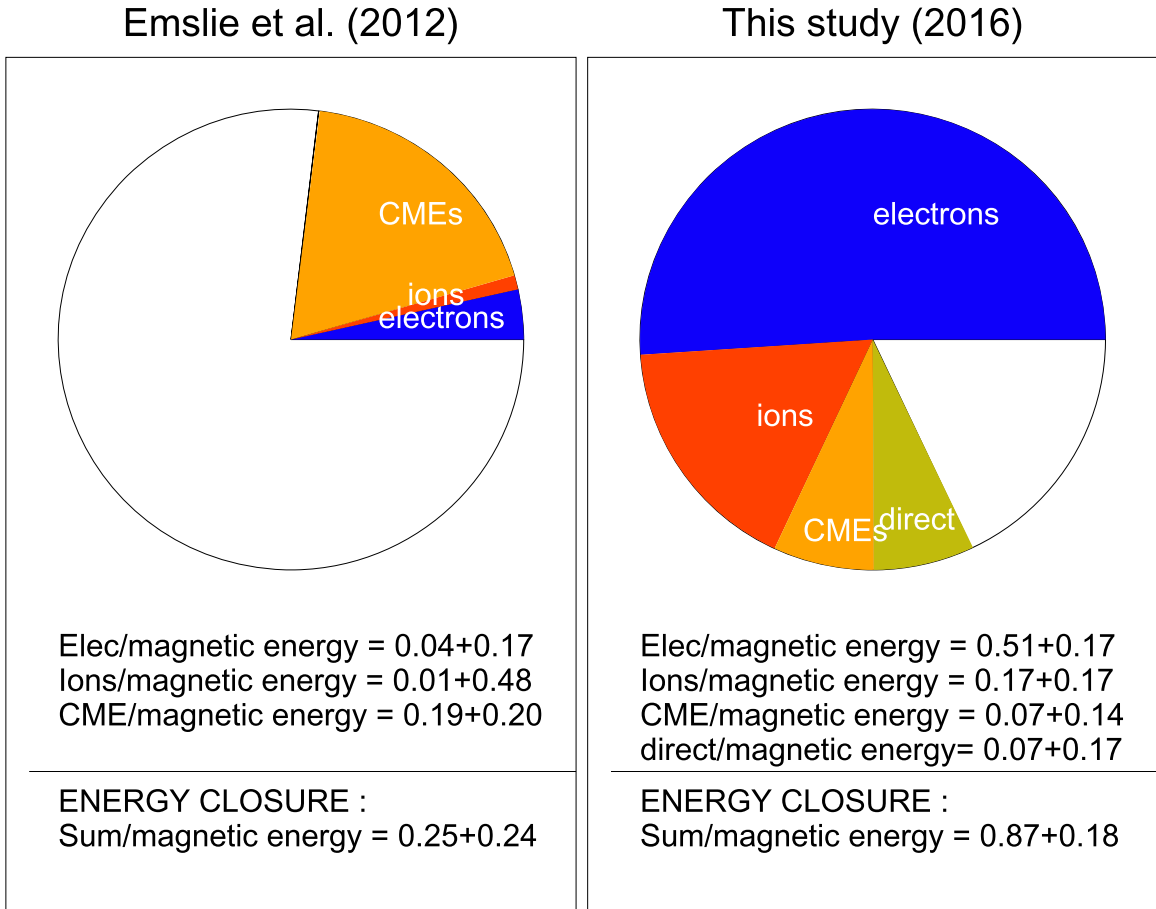 Emslie et al. (2012)
CMEs
ions
electrons
Elec/magnetic energy = 0.04+0.17
Ions/magnetic energy = 0.01+0.48
CME/magnetic energy = 0.19+0.20
ENERGY CLOSURE :
Sum/magnetic energy = 0.25+0.24
This study (2016)
electrons
ions
CMEs
direct
Elec/magnetic energy = 0.51+0.17
Ions/magnetic energy = 0.17+0.17
CME/magnetic energy = 0.07+0.14
direct/magnetic energy= 0.07+0.17
ENERGY CLOSURE :
Sum/magnetic energy = 0.87+0.18